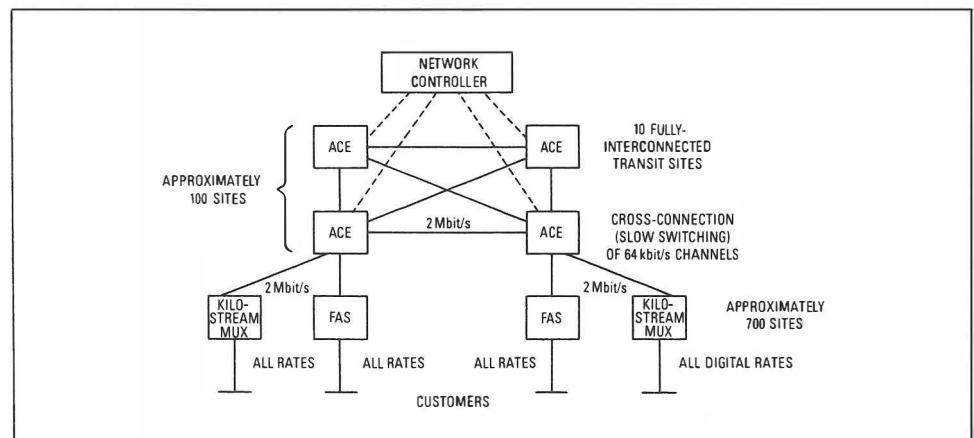 NETWORK
CONTROLLER
ACE
ACE
10 FULLY-
INTERCONNECTED
TRANSIT SITES
APPROXIMATELY
100 SITES
ACE
2 Mbit/s
ACE
CROSS-CONNECTION
(SLOW SWITCHING)
OF 64 kbit/s CHANNELS
2 Mbit/s
2 Mbit/s
KILO-
STREAM
MUX
FAS
FAS
KILO-
STREAM
MUX
APPROXIMATELY
700 SITES
ALL RATES
ALL RATES
ALL RATES
ALL DIGITAL RATES
CUSTOMERS